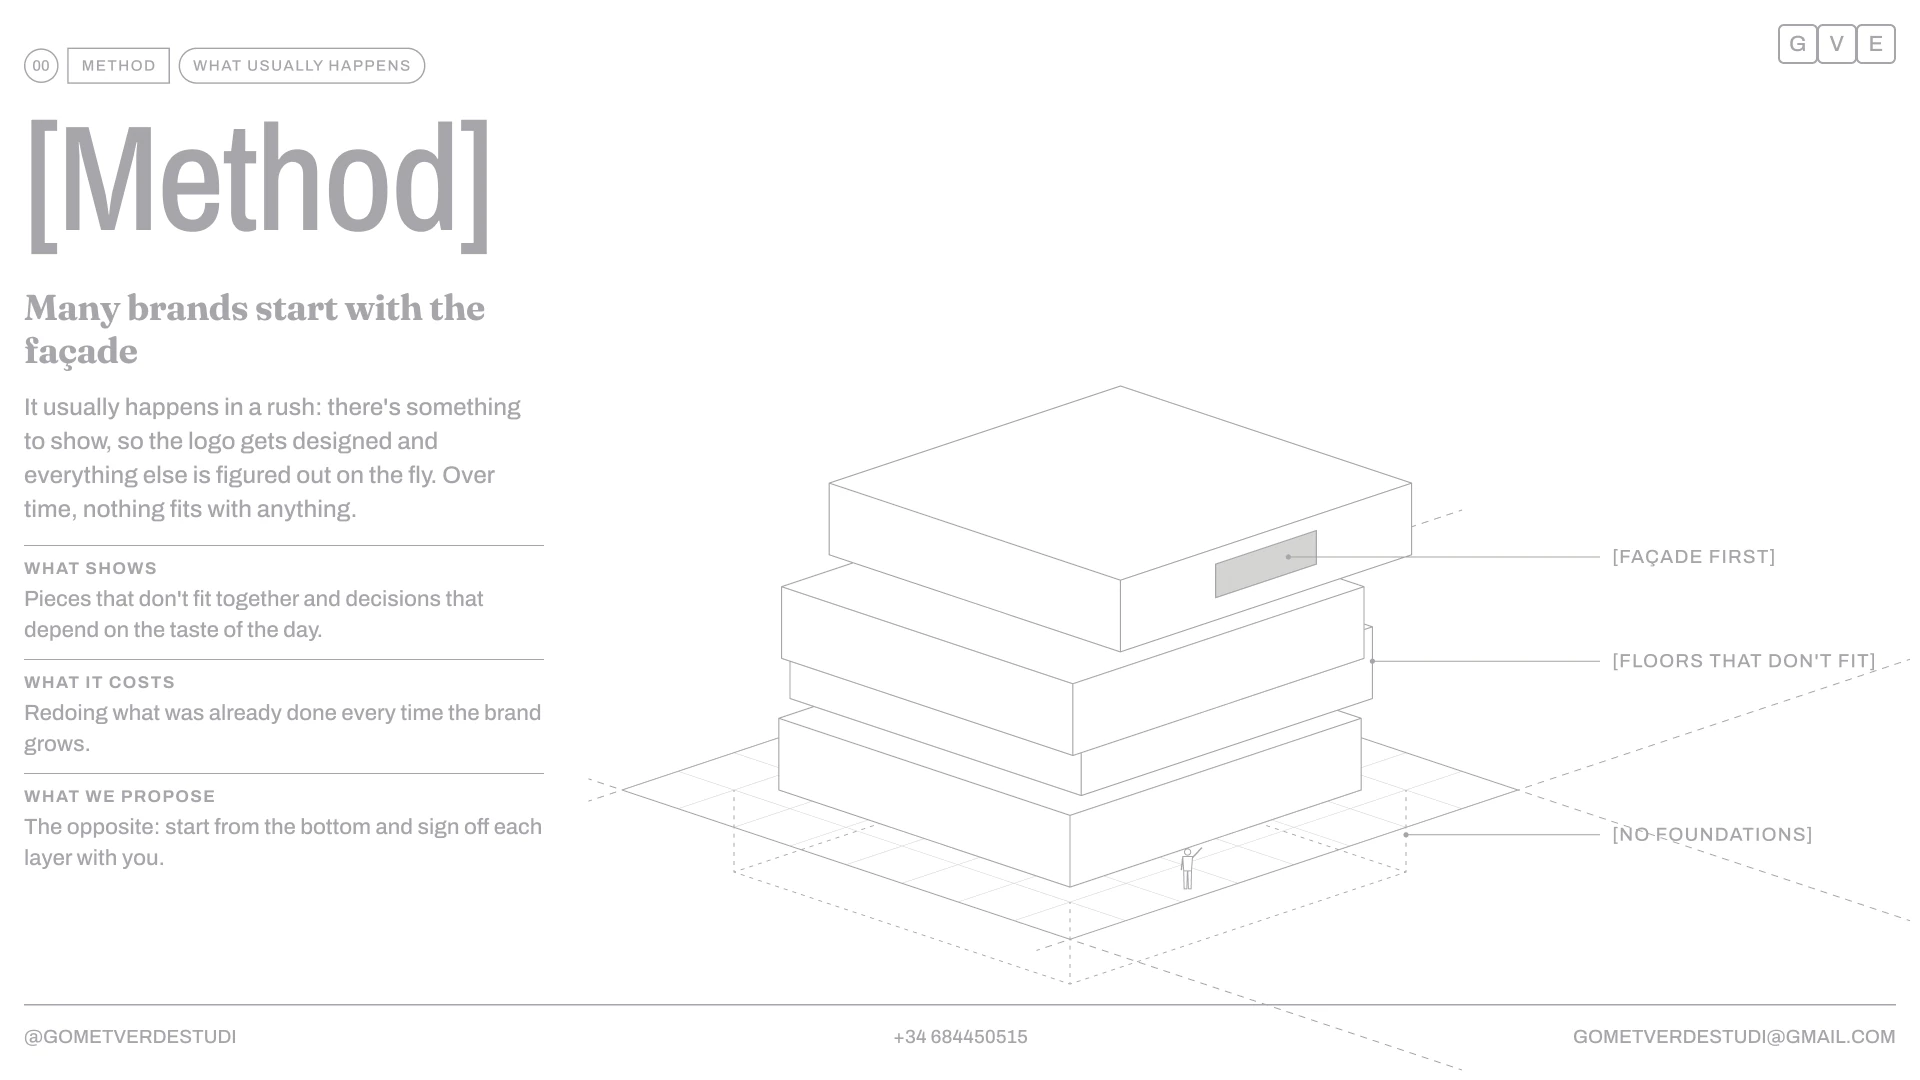 00 METHOD WHAT USUALLY HAPPENS
G V E
[Method]
Many brands start with the
façade
It usually happens in a rush: there's something
to show, so the logo gets designed and
everything else is figured out on the fly. Over
time, nothing fits with anything.
WHAT SHOWS
Pieces that don't fit together and decisions that
depend on the taste of the day.
WHAT IT COSTS
Redoing what was already done every time the brand
grows.
WHAT WE PROPOSE
The opposite: start from the bottom and sign off each
layer with you.
[FAÇADE FIRST]
[FLOORS THAT DON'T FIT]
[NO FOUNDATIONS]
@GOMETVERDESTUDI
+34 684450515
GOMETVERDESTUDI@GMAIL.COM